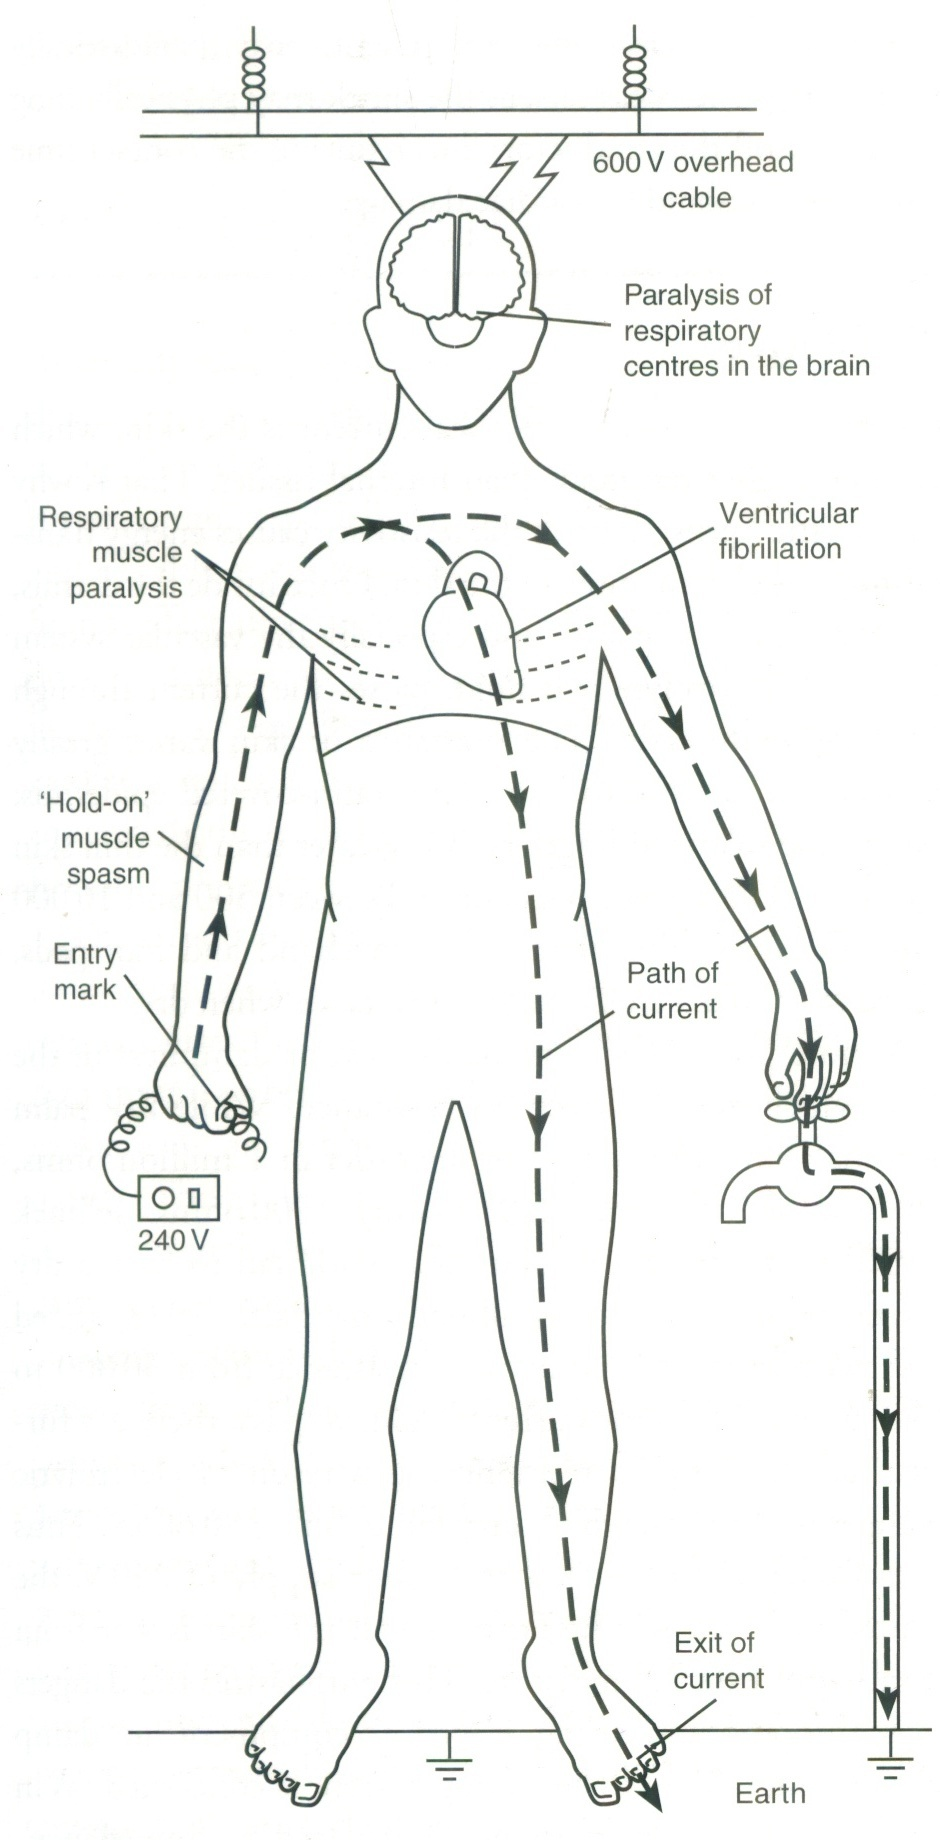 600 V overhead
cable
Paralysis of
respiratory
centres in the brain
Respiratory
muscle
paralysis
Ventricular
fibrillation
‘Hold-on’
muscle
spasm
Entry
mark
Path of
current
240 V
Exit of
current
Earth